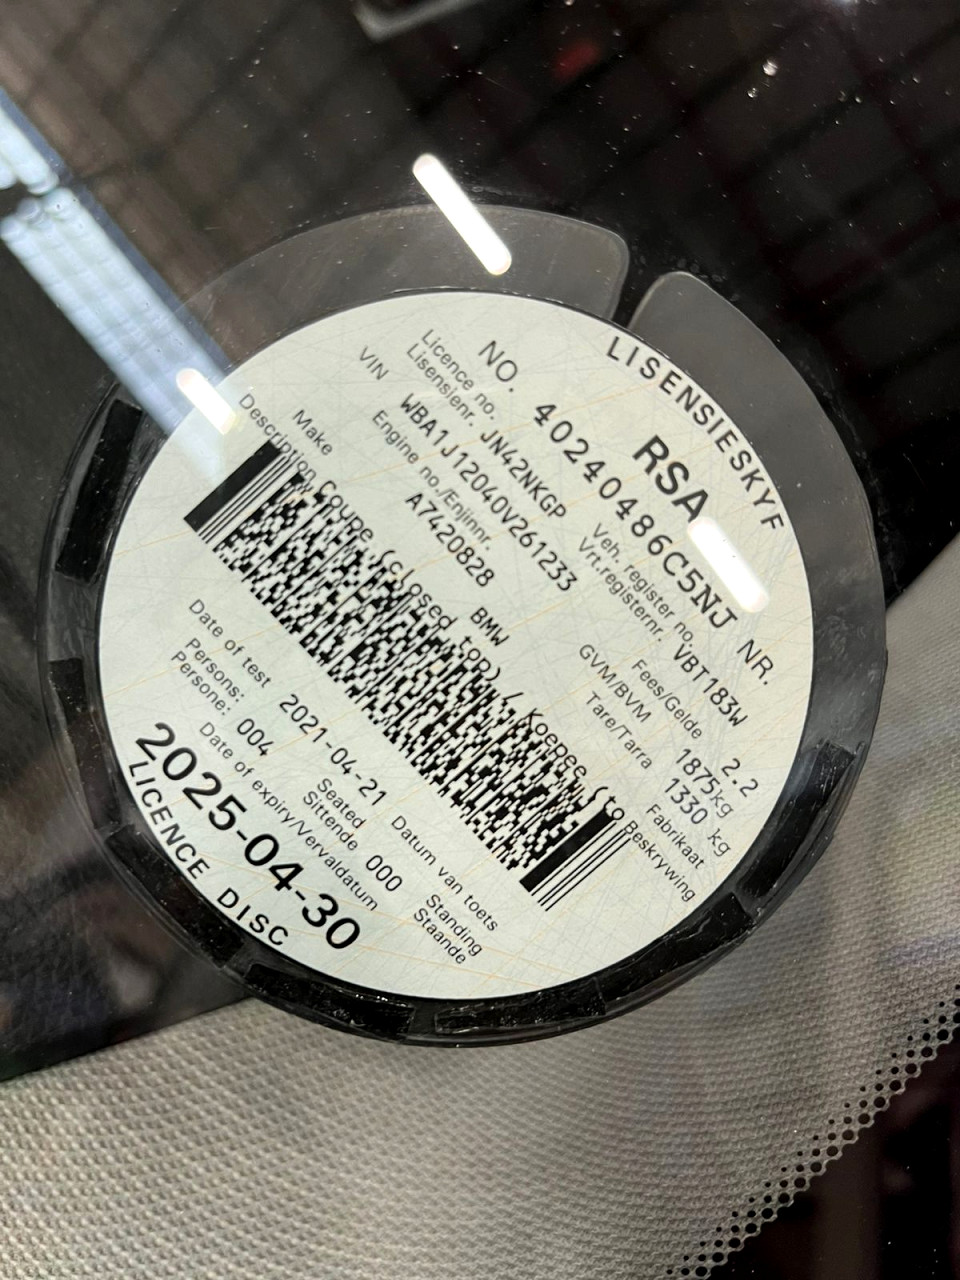 LISENSIESKYF
RSA
NO. 40240486C5NJ NR.
Licence no.
Lisensienr. JN42NKGP
Veh. register no.
Vrt.registernr. VBT183W
VIN WBA1J12040V261233
Fees/Gelde 2.2
Engine no./Enjinnr. A7420828
GVM/BVM 1875kg
Tare/Tarra 1330 kg
Make BMW Fabrikaat
Description Coupe (closed top) / Koepee (to Beskrywing
Date of test 2021-04-21 Datum van toets
Persons:
Persone: 004
Seated
Sittende 000
Standing
Staande
Date of expiry/Vervaldatum
2025-04-30
LICENCE DISC